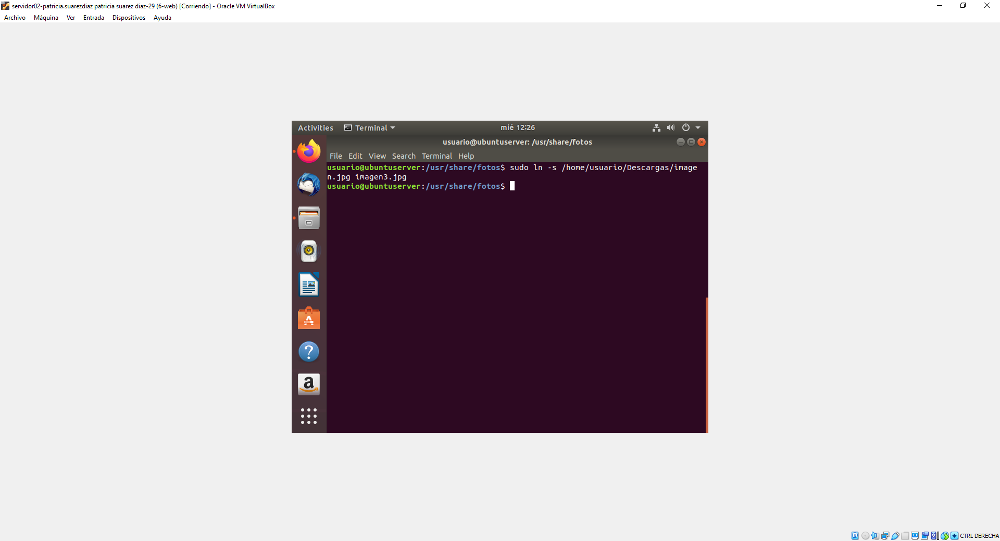 servidor02-patricia.suarezdiaz patricia suarez diaz-29 (6-web) [Corriendo] - Oracle VM VirtualBox
Archivo Máquina Ver Entrada Dispositivos Ayuda
Activities Terminal mié 12:26
usuario@ubuntuserver: /usr/share/fotos
File Edit View Search Terminal Help
usuario@ubuntuserver:/usr/share/fotos$ sudo ln -s /home/usuario/Descargas/image
n.jpg imagen3.jpg
usuario@ubuntuserver:/usr/share/fotos$
CTRL DERECHA